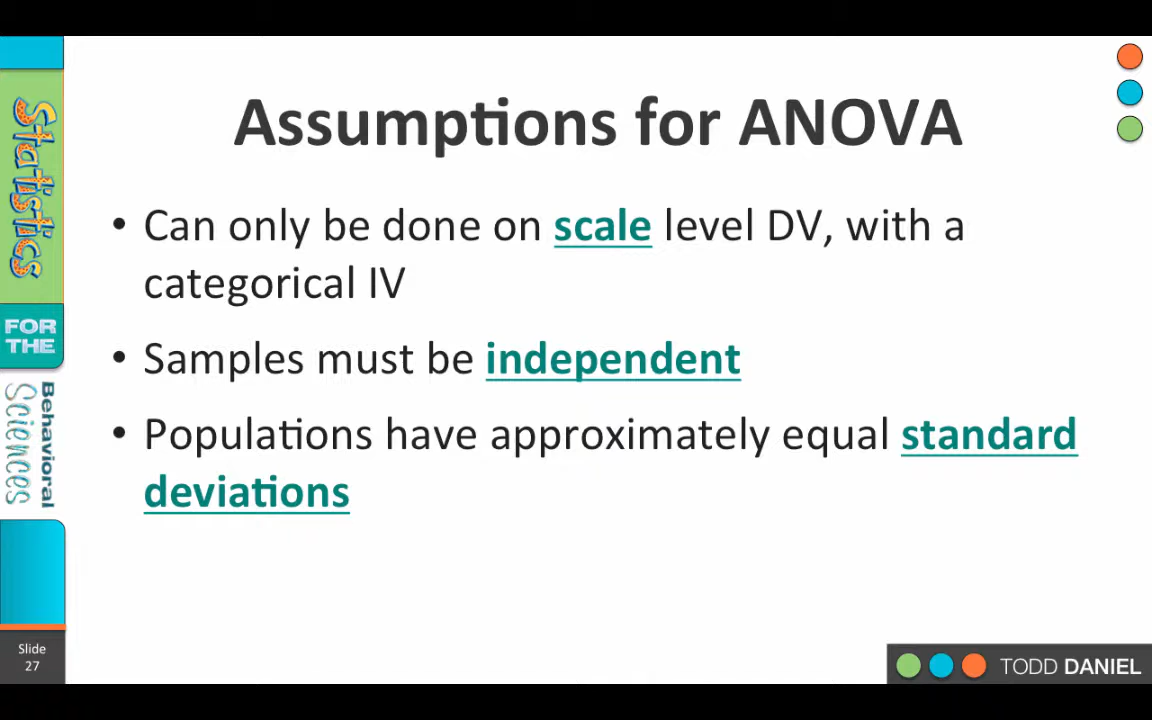 Assumptions for ANOVA
• Can only be done on scale level DV, with a
categorical IV
• Samples must be independent
• Populations have approximately equal standard
deviations
Statistics
FOR
THE
Behavioral
Sciences
Slide
27
TODD DANIEL